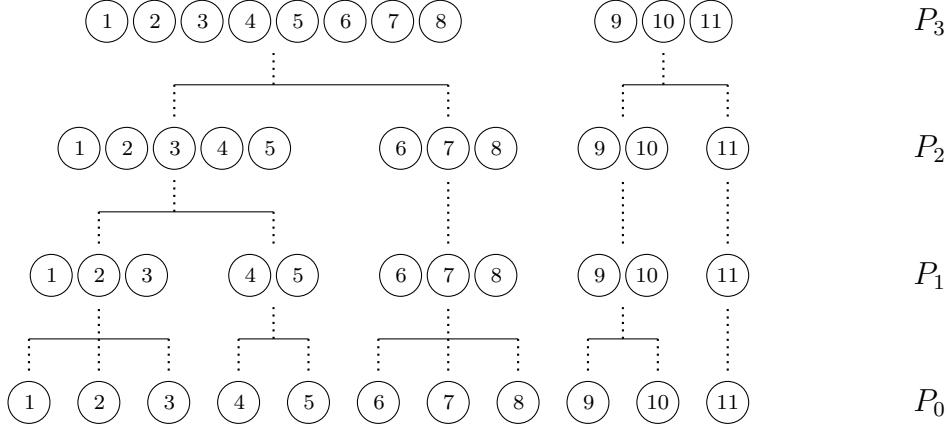 1 2 3 4 5 6 7 8 9 10 11 P₃
1 2 3 4 5 6 7 8 9 10 11 P₂
1 2 3 4 5 6 7 8 9 10 11 P₁
1 2 3 4 5 6 7 8 9 10 11 P₀